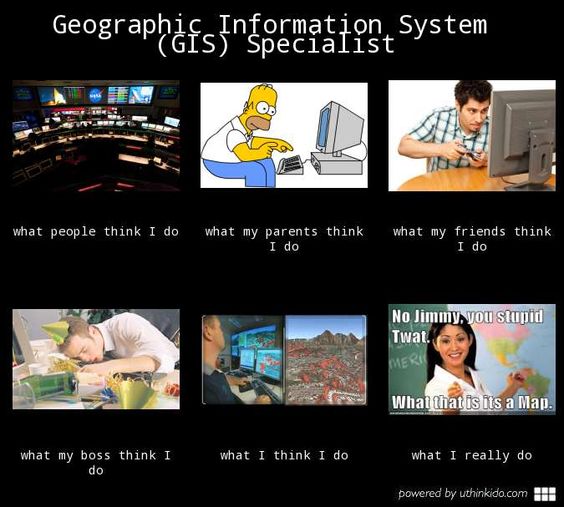 Geographic Information System
(GIS) Specialist
what people think I do
what my parents think
I do
what my friends think
I do
No Jimmy, you stupid
Twat.
What that is its a Map.
what my boss think I
do
what I think I do
what I really do
powered by uthinkido.com